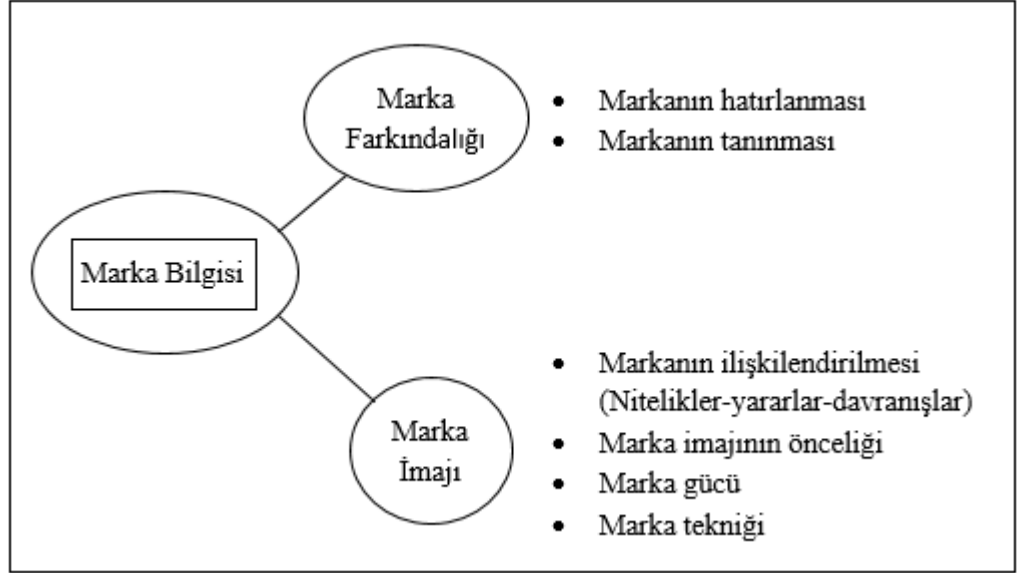 Marka
Farkındalığı
• Markanın hatırlanması
• Markanın tanınması
Marka Bilgisi
Marka
İmajı
• Markanın ilişkilendirilmesi
(Nitelikler-yararlar-davranışlar)
• Marka imajının önceliği
• Marka gücü
• Marka tekniği